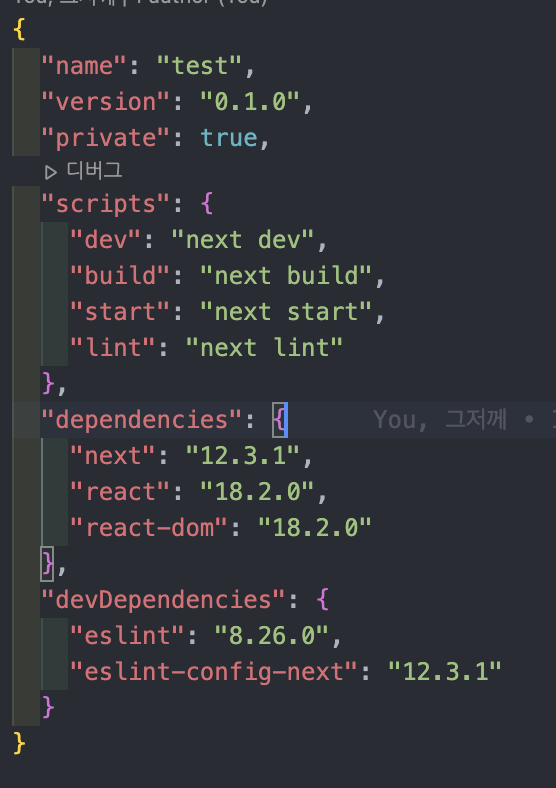 {
"name": "test",
"version": "0.1.0",
"private": true,
디버그
"scripts": {
"dev": "next dev",
"build": "next build",
"start": "next start",
"lint": "next lint"
},
"dependencies": { You, 그저께 •
"next": "12.3.1",
"react": "18.2.0",
"react-dom": "18.2.0"
},
"devDependencies": {
"eslint": "8.26.0",
"eslint-config-next": "12.3.1"
}
}